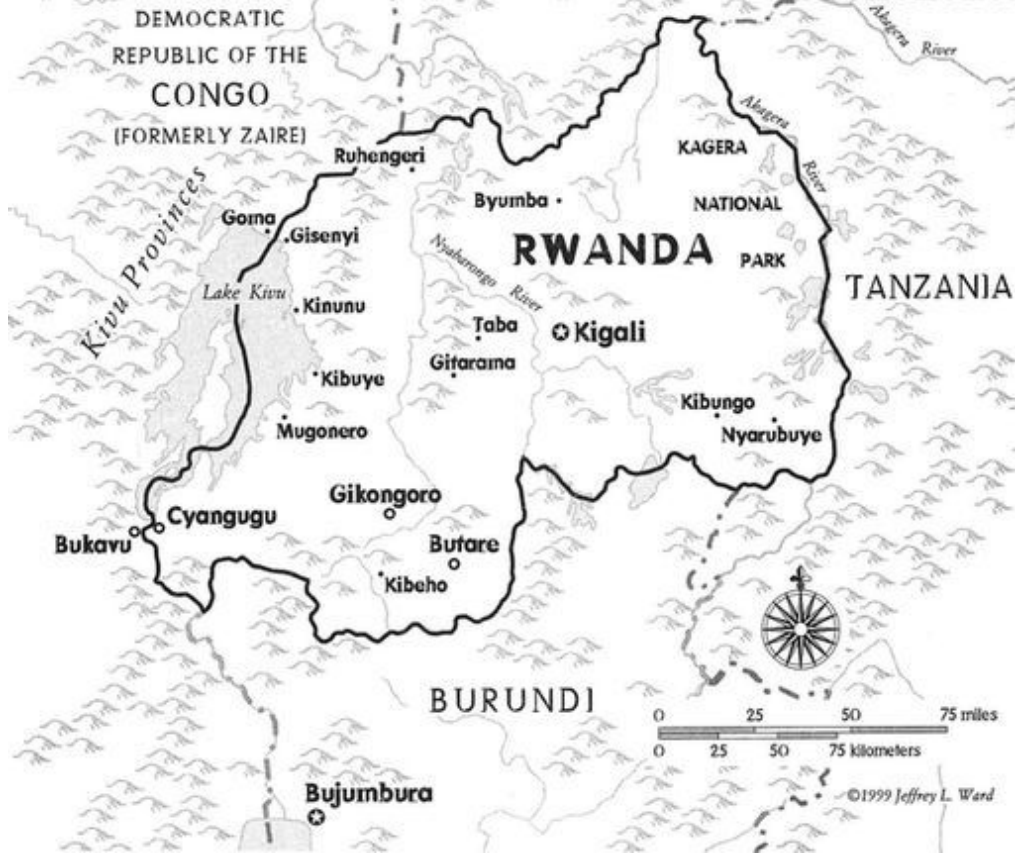 DEMOCRATIC
REPUBLIC OF THE
CONGO
(FORMERLY ZAIRE)
Akagera
River
Akagera
River
KAGERA
NATIONAL
PARK
Ruhengeri
Byumba
Kivu Provinces
Goma
Gisenyi
RWANDA
Nyabarongo River
TANZANIA
Lake Kivu
Kinunu
Taba
Kigali
Gitarama
Kibuye
Kibungo
Mugonero
Nyarubuye
Gikongoro
Cyangugu
Bukavu
Butare
Kibeho
BURUNDI
0 25 50 75 miles
0 25 50 75 kilometers
Bujumbura
©1999 Jeffrey L. Ward